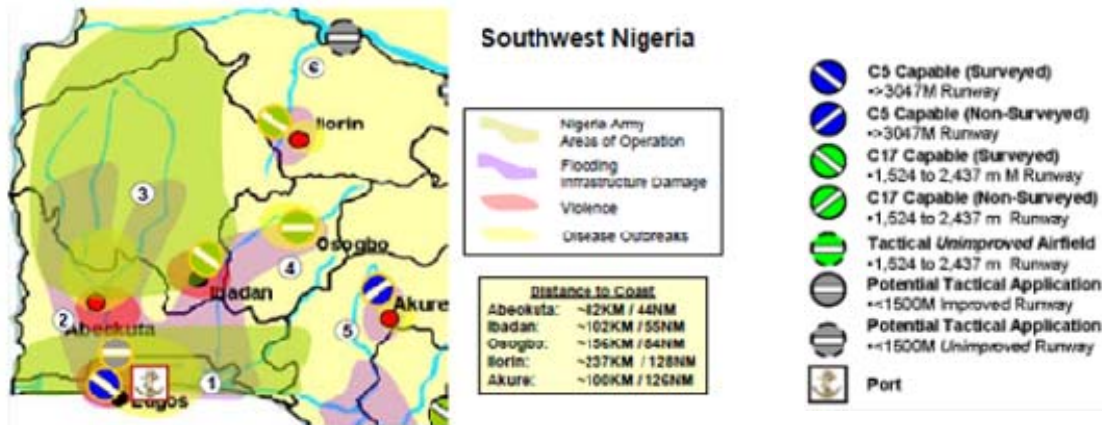 Southwest Nigeria
6
Ilorin
3
Osogbo
4
Ibadan
Akure
2
Abeokuta
5
1
Lagos
Nigeria Army
Areas of Operation
Flooding
Infrastructure Damage
Violence
Disease Outbreaks
Distance to Coast
Abeokuta: ~82KM / 44NM
Ibadan: ~102KM / 55NM
Osogbo: ~156KM / 84NM
Ilorin: ~237KM / 128NM
Akure: ~100KM / 126NM
C5 Capable (Surveyed)
•>3047M Runway
C5 Capable (Non-Surveyed)
•>3047M Runway
C17 Capable (Surveyed)
•1,524 to 2,437 m M Runway
C17 Capable (Non-Surveyed)
•1,524 to 2,437 m Runway
Tactical Unimproved Airfield
•1,524 to 2,437 m Runway
Potential Tactical Application
•<1500M Improved Runway
Potential Tactical Application
•<1500M Unimproved Runway
Port